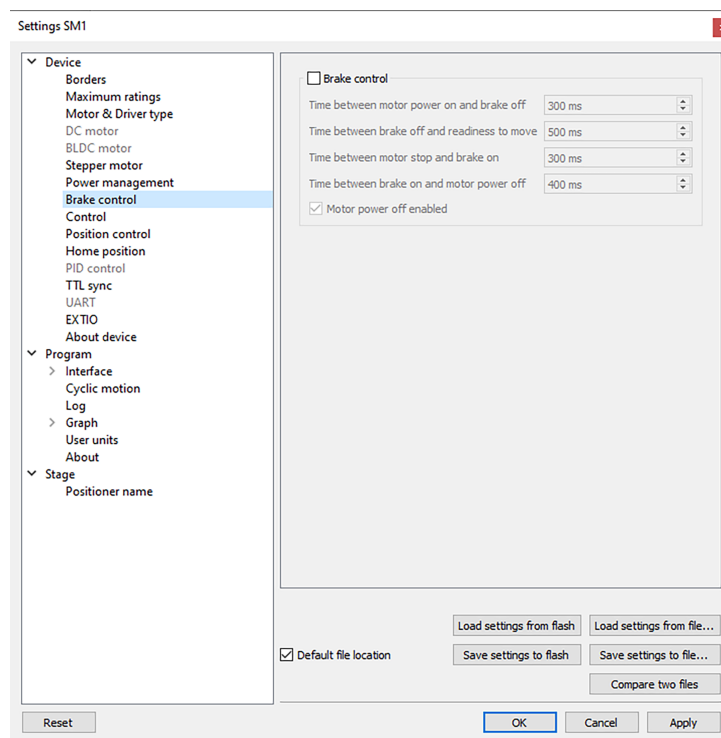 Settings SM1
Device
Borders
Maximum ratings
Motor & Driver type
DC motor
BLDC motor
Stepper motor
Power management
Brake control
Control
Position control
Home position
PID control
TTL sync
UART
EXTIO
About device
Program
Interface
Cyclic motion
Log
Graph
User units
About
Stage
Positioner name
Brake control
Time between motor power on and brake off 300 ms
Time between brake off and readiness to move 500 ms
Time between motor stop and brake on 300 ms
Time between brake on and motor power off 400 ms
Motor power off enabled
Load settings from flash Load settings from file...
Default file location Save settings to flash Save settings to file...
Compare two files
Reset OK Cancel Apply